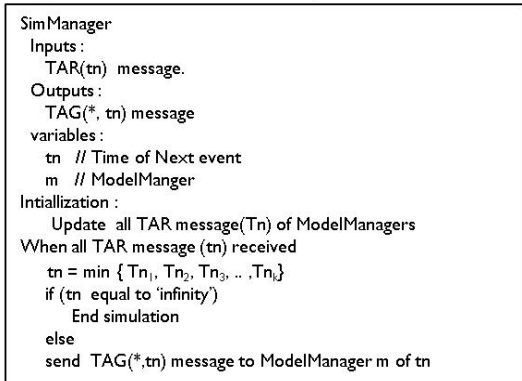 SimManager
Inputs :
TAR(tn) message.
Outputs :
TAG(*, tn) message
variables :
tn // Time of Next event
m // ModelManger
Intiallization :
Update all TAR message(Tn) of ModelManagers
When all TAR message (tn) received
tn = min { Tn₁, Tn₂, Tn₃, .. ,Tnₖ}
if (tn equal to ‘infinity’)
End simulation
else
send TAG(*,tn) message to ModelManager m of tn